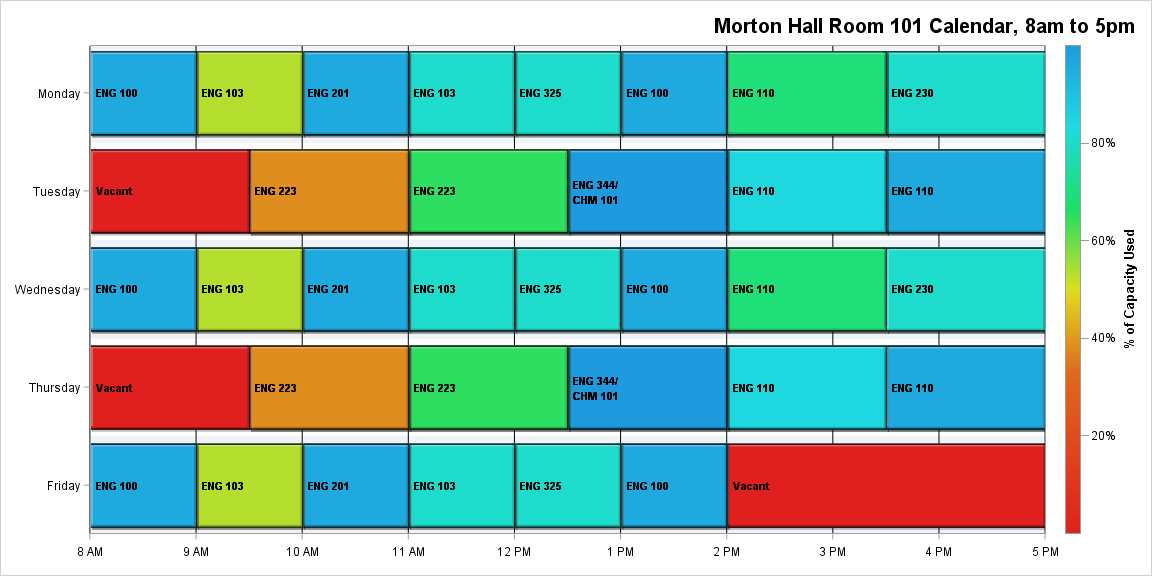 Morton Hall Room 101 Calendar, 8am to 5pm
Monday
ENG 100
ENG 103
ENG 201
ENG 103
ENG 325
ENG 100
ENG 110
ENG 230
Tuesday
Vacant
ENG 223
ENG 223
ENG 344/
CHM 101
ENG 110
ENG 110
Wednesday
ENG 100
ENG 103
ENG 201
ENG 103
ENG 325
ENG 100
ENG 110
ENG 230
Thursday
Vacant
ENG 223
ENG 223
ENG 344/
CHM 101
ENG 110
ENG 110
Friday
ENG 100
ENG 103
ENG 201
ENG 103
ENG 325
ENG 100
Vacant
8 AM
9 AM
10 AM
11 AM
12 PM
1 PM
2 PM
3 PM
4 PM
5 PM
80%
60%
40%
20%
% of Capacity Used